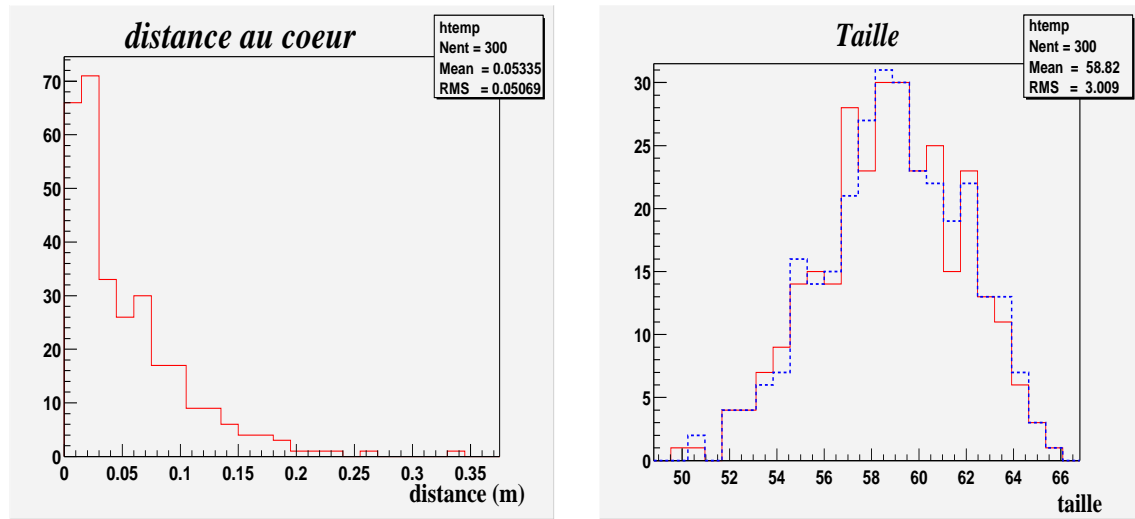 distance au coeur
htemp
Nent = 300
Mean = 0.05335
RMS = 0.05069
70
60
50
40
30
20
10
0
0 0.05 0.1 0.15 0.2 0.25 0.3 0.35
distance (m)
Taille
htemp
Nent = 300
Mean = 58.82
RMS = 3.009
30
25
20
15
10
5
0
50 52 54 56 58 60 62 64 66
taille